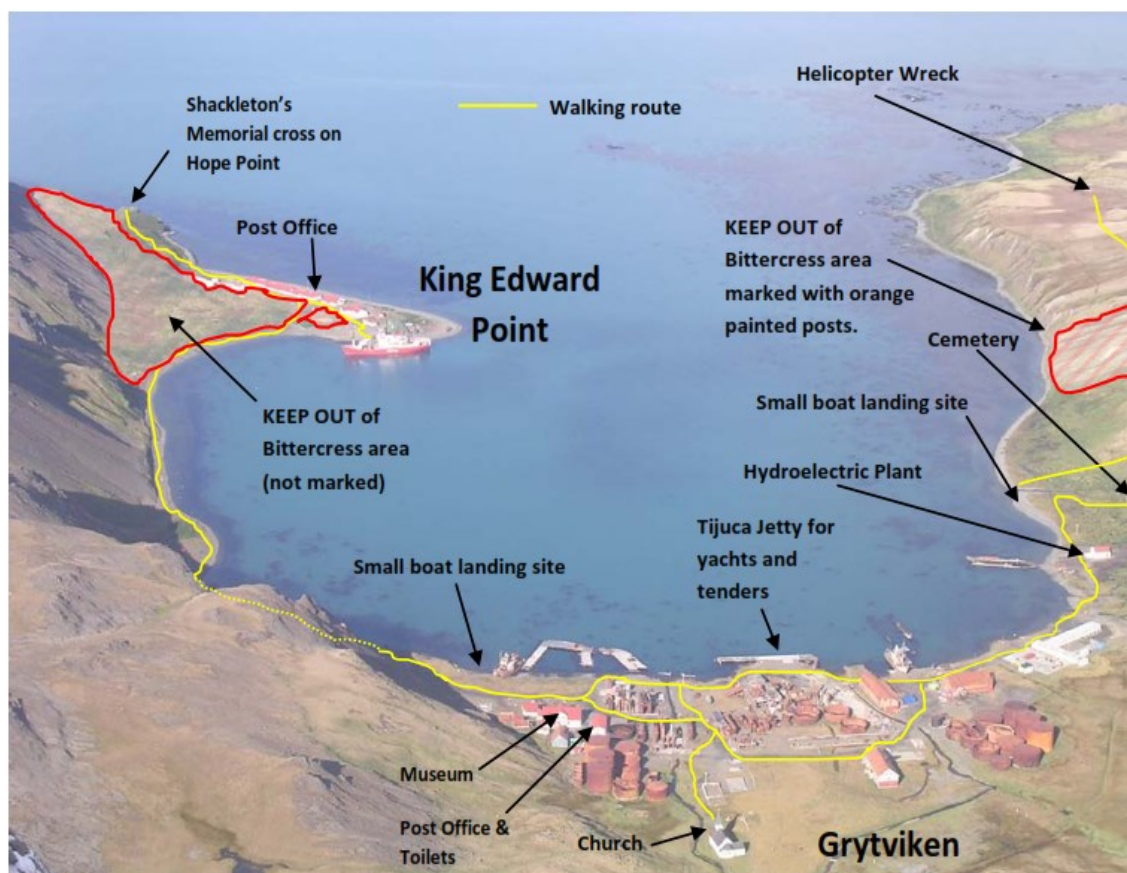 Helicopter Wreck
Shackleton's
Memorial cross on
Hope Point
Walking route
Post Office
King Edward
Point
KEEP OUT of
Bittercress area
marked with orange
painted posts.
Cemetery
Small boat landing site
KEEP OUT of
Bittercress area
(not marked)
Hydroelectric Plant
Tijuca Jetty for
yachts and
tenders
Small boat landing site
Museum
Post Office &
Toilets
Church
Grytviken